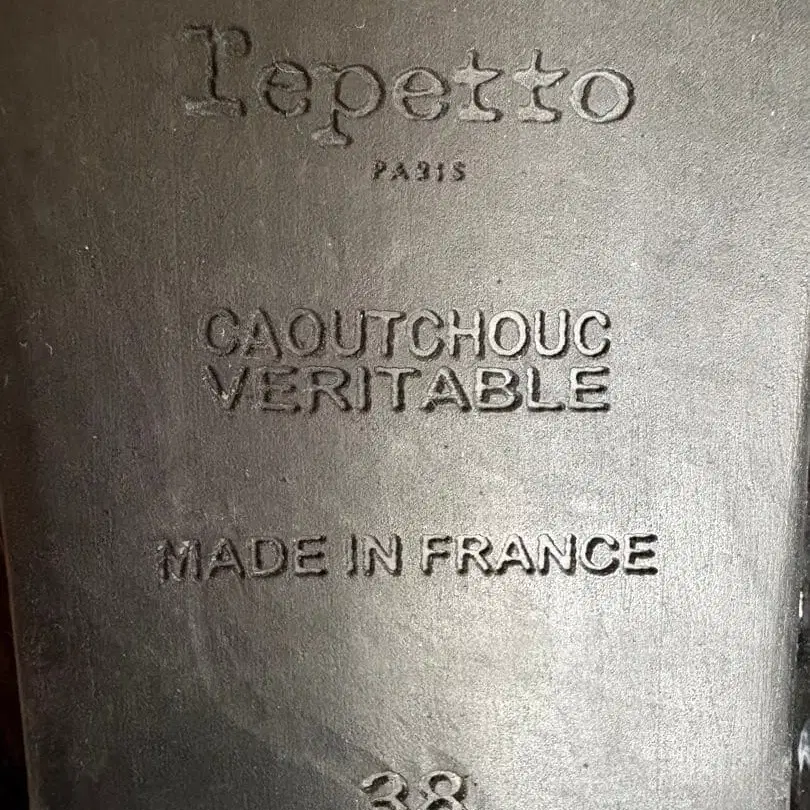 repetto
PARIS
CAOUTCHOUC
VERITABLE
MADE IN FRANCE
38